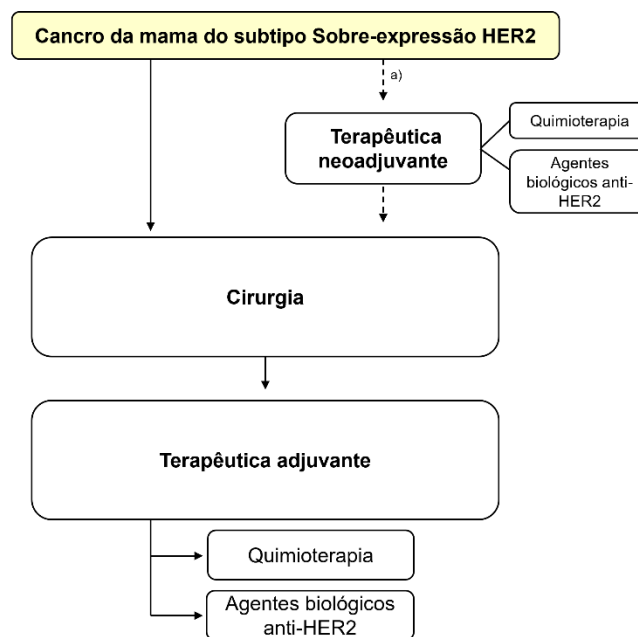 Cancro da mama do subtipo Sobre-expressão HER2
a)
Terapêutica
neoadjuvante
Quimioterapia
Agentes
biológicos anti-
HER2
Cirurgia
Terapêutica adjuvante
Quimioterapia
Agentes biológicos
anti-HER2